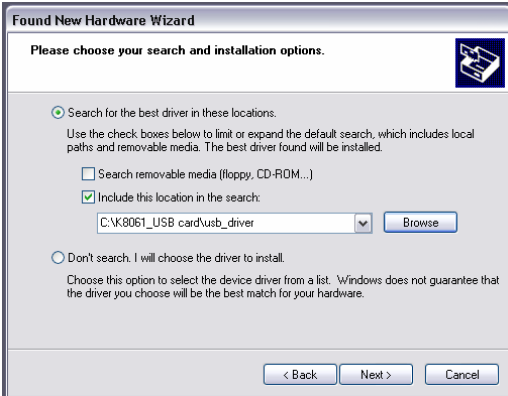 Found New Hardware Wizard
Please choose your search and installation options.
Search for the best driver in these locations.
Use the check boxes below to limit or expand the default search, which includes local
paths and removable media. The best driver found will be installed.
Search removable media (floppy, CD-ROM...)
Include this location in the search:
C:\K8061_USB card\usb_driver
Browse
Don't search. I will choose the driver to install.
Choose this option to select the device driver from a list. Windows does not guarantee that
the driver you choose will be the best match for your hardware.
< Back
Next >
Cancel